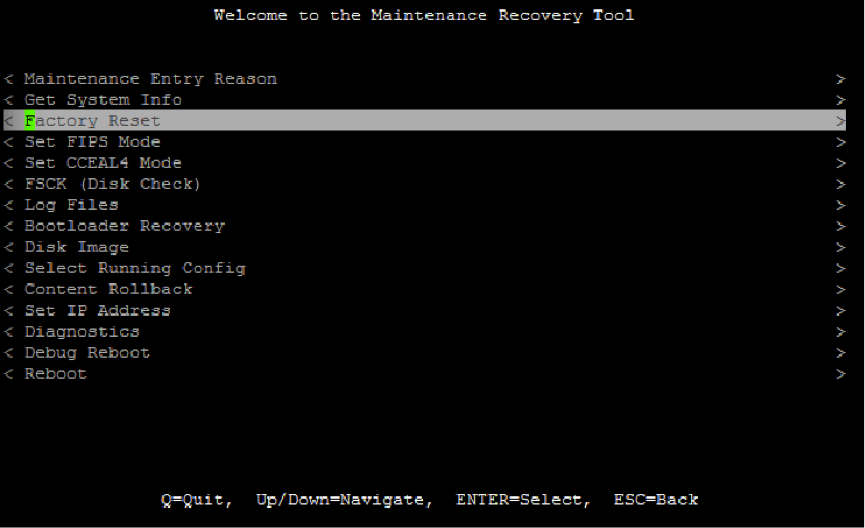 Welcome to the Maintenance Recovery Tool
< Maintenance Entry Reason >
< Get System Info >
< Factory Reset >
< Set FIPS Mode >
< Set CCEAL4 Mode >
< FSCK (Disk Check) >
< Log Files >
< Bootloader Recovery >
< Disk Image >
< Select Running Config >
< Content Rollback >
< Set IP Address >
< Diagnostics >
< Debug Reboot >
< Reboot >
Q=Quit, Up/Down=Navigate, ENTER=Select, ESC=Back